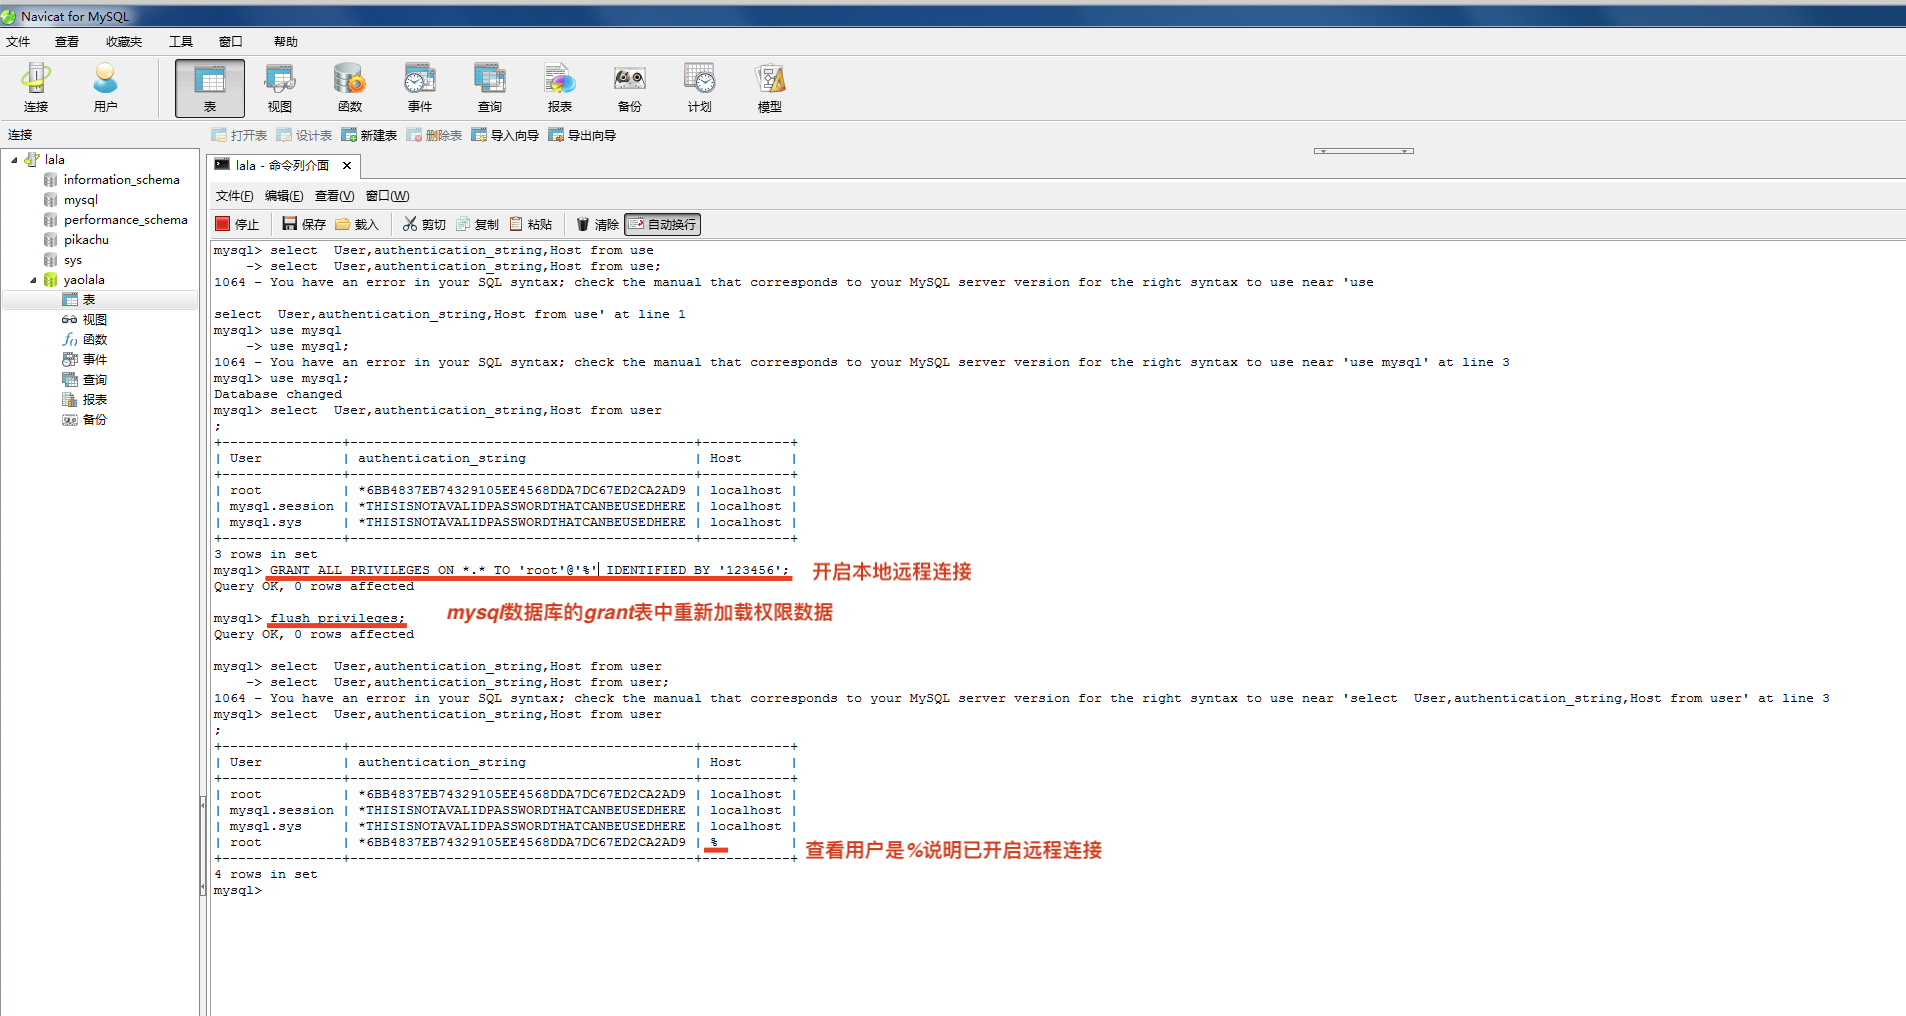 Navicat for MySQL
文件 查看 收藏夹 工具 窗口 帮助
连接 用户 表 视图 函数 事件 查询 报表 备份 计划 模型
连接 打开表 设计表 新建表 删除表 导入向导 导出向导
lala
information_schema
mysql
performance_schema
pikachu
sys
yaolala
表
视图
函数
事件
查询
报表
备份
lala - 命令列介面
文件(F) 编辑(E) 查看(V) 窗口(W)
停止 保存 载入 剪切 复制 粘贴 清除 自动换行
mysql> select  User,authentication_string,Host from use
    -> select  User,authentication_string,Host from use;
1064 - You have an error in your SQL syntax; check the manual that corresponds to your MySQL server version for the right syntax to use near 'use
select  User,authentication_string,Host from use' at line 1
mysql> use mysql
    -> use mysql;
1064 - You have an error in your SQL syntax; check the manual that corresponds to your MySQL server version for the right syntax to use near 'use mysql' at line 3
mysql> use mysql;
Database changed
mysql> select  User,authentication_string,Host from user
;
+---------------+-------------------------------------------+-----------+
| User          | authentication_string                     | Host      |
+---------------+-------------------------------------------+-----------+
| root          | *6BB4837EB74329105EE4568DDA7DC67ED2CA2AD9 | localhost |
| mysql.session | *THISISNOTAVALIDPASSWORDTHATCANBEUSEDHERE | localhost |
| mysql.sys     | *THISISNOTAVALIDPASSWORDTHATCANBEUSEDHERE | localhost |
+---------------+-------------------------------------------+-----------+
3 rows in set
mysql> GRANT ALL PRIVILEGES ON *.* TO 'root'@'%' IDENTIFIED BY '123456'; 开启本地远程连接
Query OK, 0 rows affected
mysql> flush privileges; mysql数据库的grant表中重新加载权限数据
Query OK, 0 rows affected
mysql> select  User,authentication_string,Host from user
    -> select  User,authentication_string,Host from user;
1064 - You have an error in your SQL syntax; check the manual that corresponds to your MySQL server version for the right syntax to use near 'select  User,authentication_string,Host from user' at line 3
mysql> select  User,authentication_string,Host from user
;
+---------------+-------------------------------------------+-----------+
| User          | authentication_string                     | Host      |
+---------------+-------------------------------------------+-----------+
| root          | *6BB4837EB74329105EE4568DDA7DC67ED2CA2AD9 | localhost |
| mysql.session | *THISISNOTAVALIDPASSWORDTHATCANBEUSEDHERE | localhost |
| mysql.sys     | *THISISNOTAVALIDPASSWORDTHATCANBEUSEDHERE | localhost |
| root          | *6BB4837EB74329105EE4568DDA7DC67ED2CA2AD9 | %         | 查看用户是%说明已开启远程连接
+---------------+-------------------------------------------+-----------+
4 rows in set
mysql>